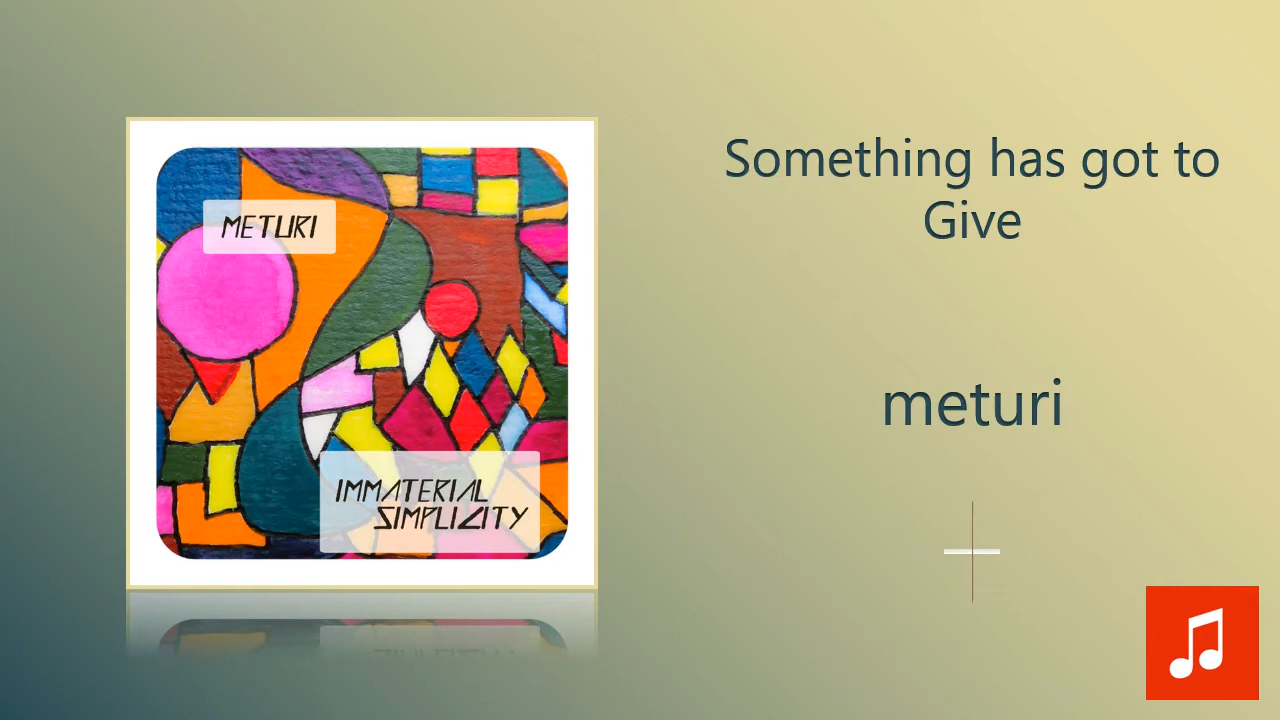 METURI
IMMATERIAL
SIMPLICITY
Something has got to
Give
meturi